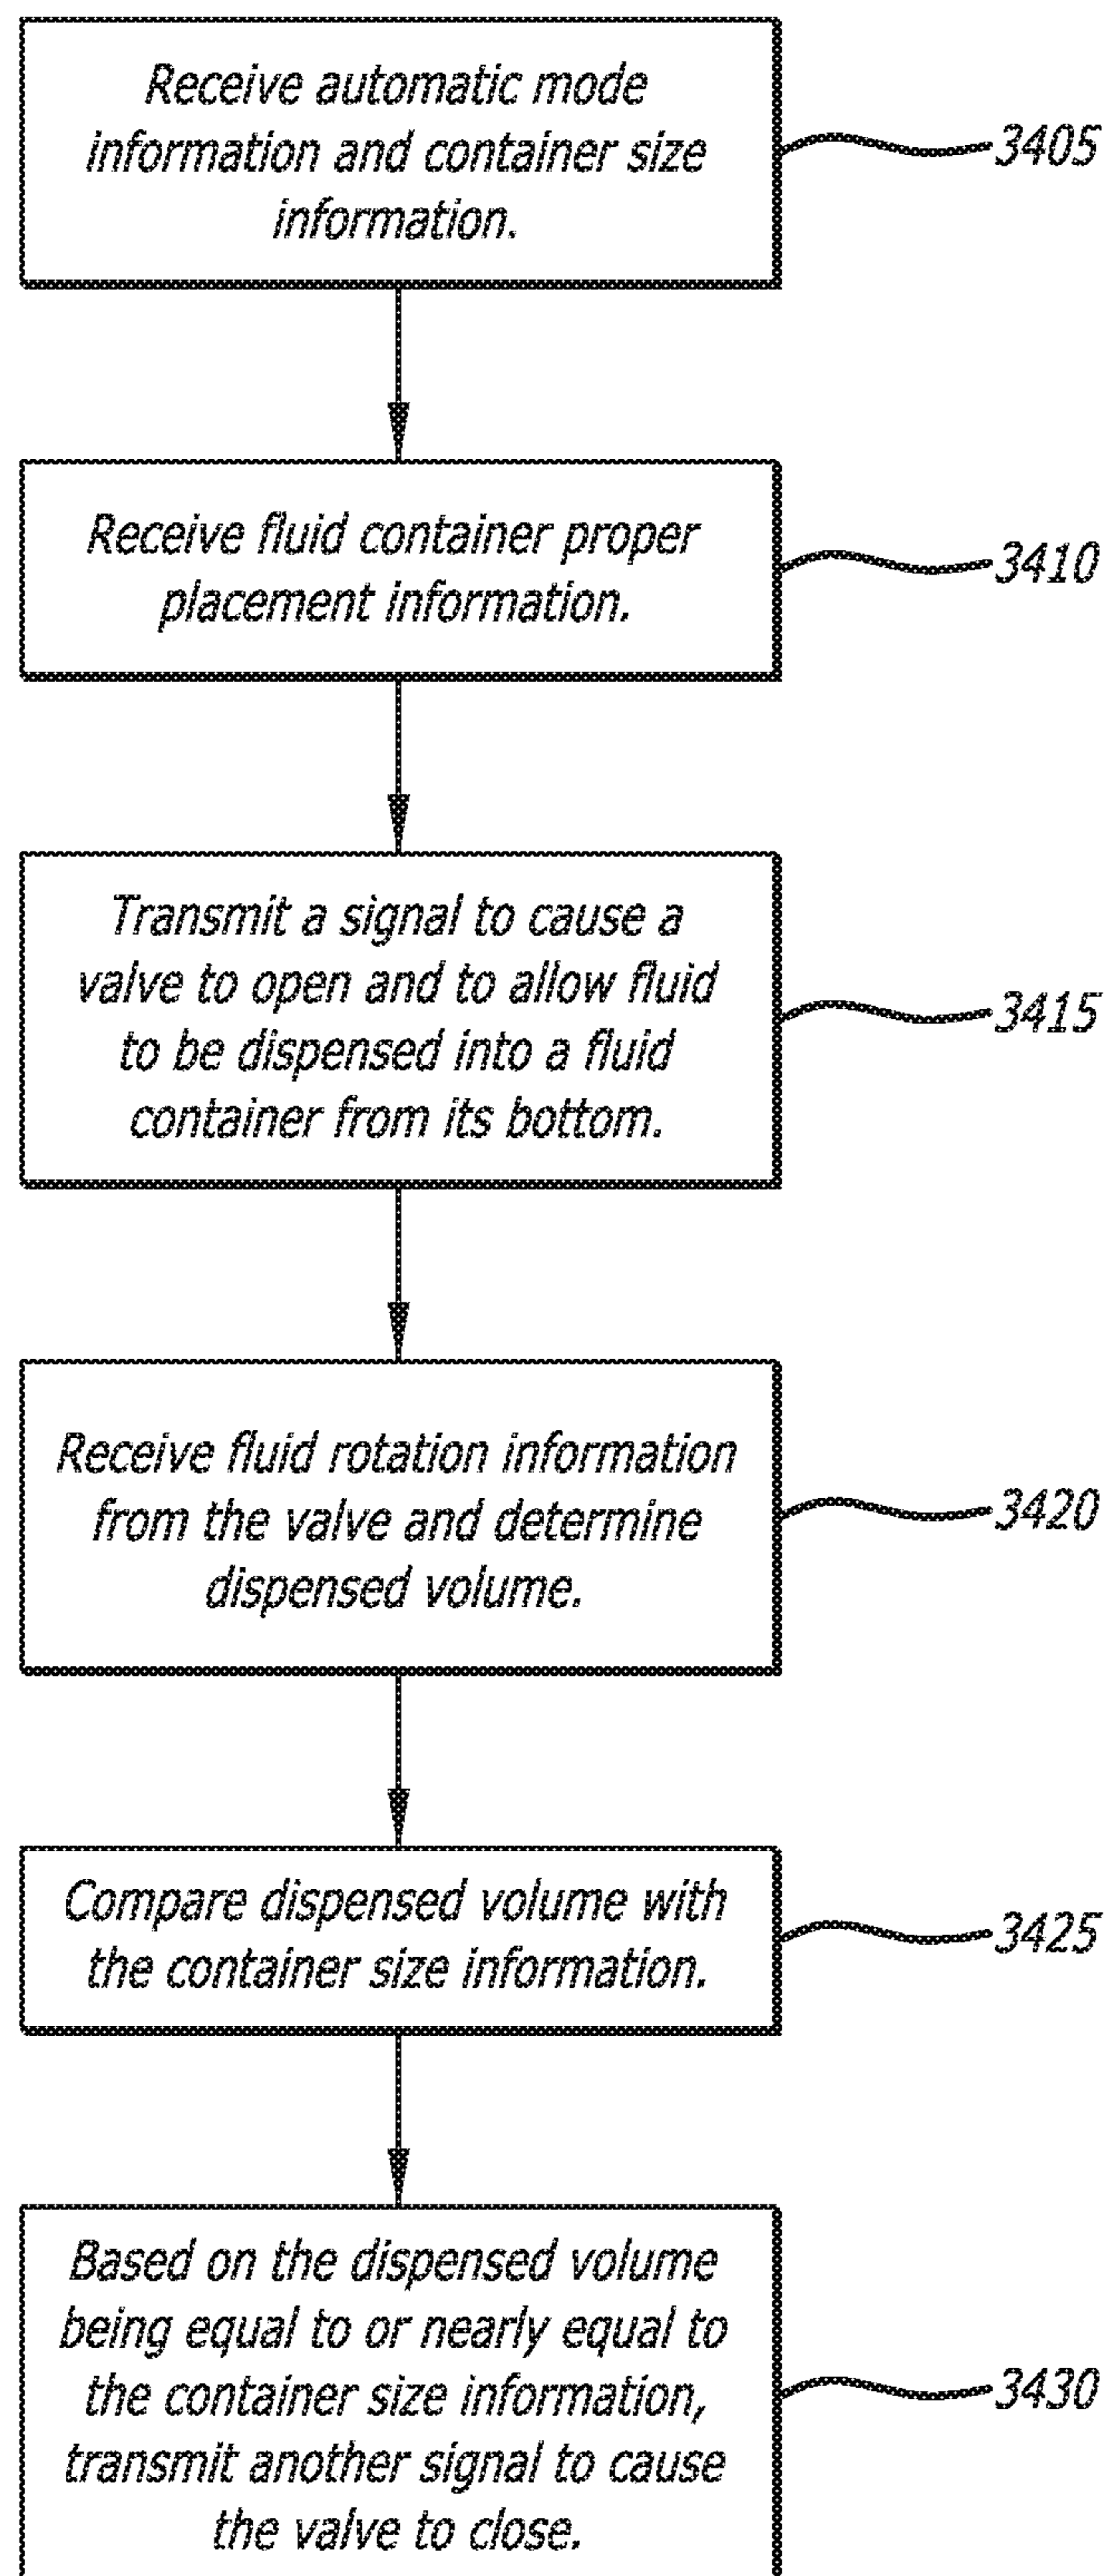 Receive automatic mode
information and container size
information.
3405
Receive fluid container proper
placement information.
3410
Transmit a signal to cause a
valve to open and to allow fluid
to be dispensed into a fluid
container from its bottom.
3415
Receive fluid rotation information
from the valve and determine
dispensed volume.
3420
Compare dispensed volume with
the container size information.
3425
Based on the dispensed volume
being equal to or nearly equal to
the container size information,
transmit another signal to cause
the valve to close.
3430